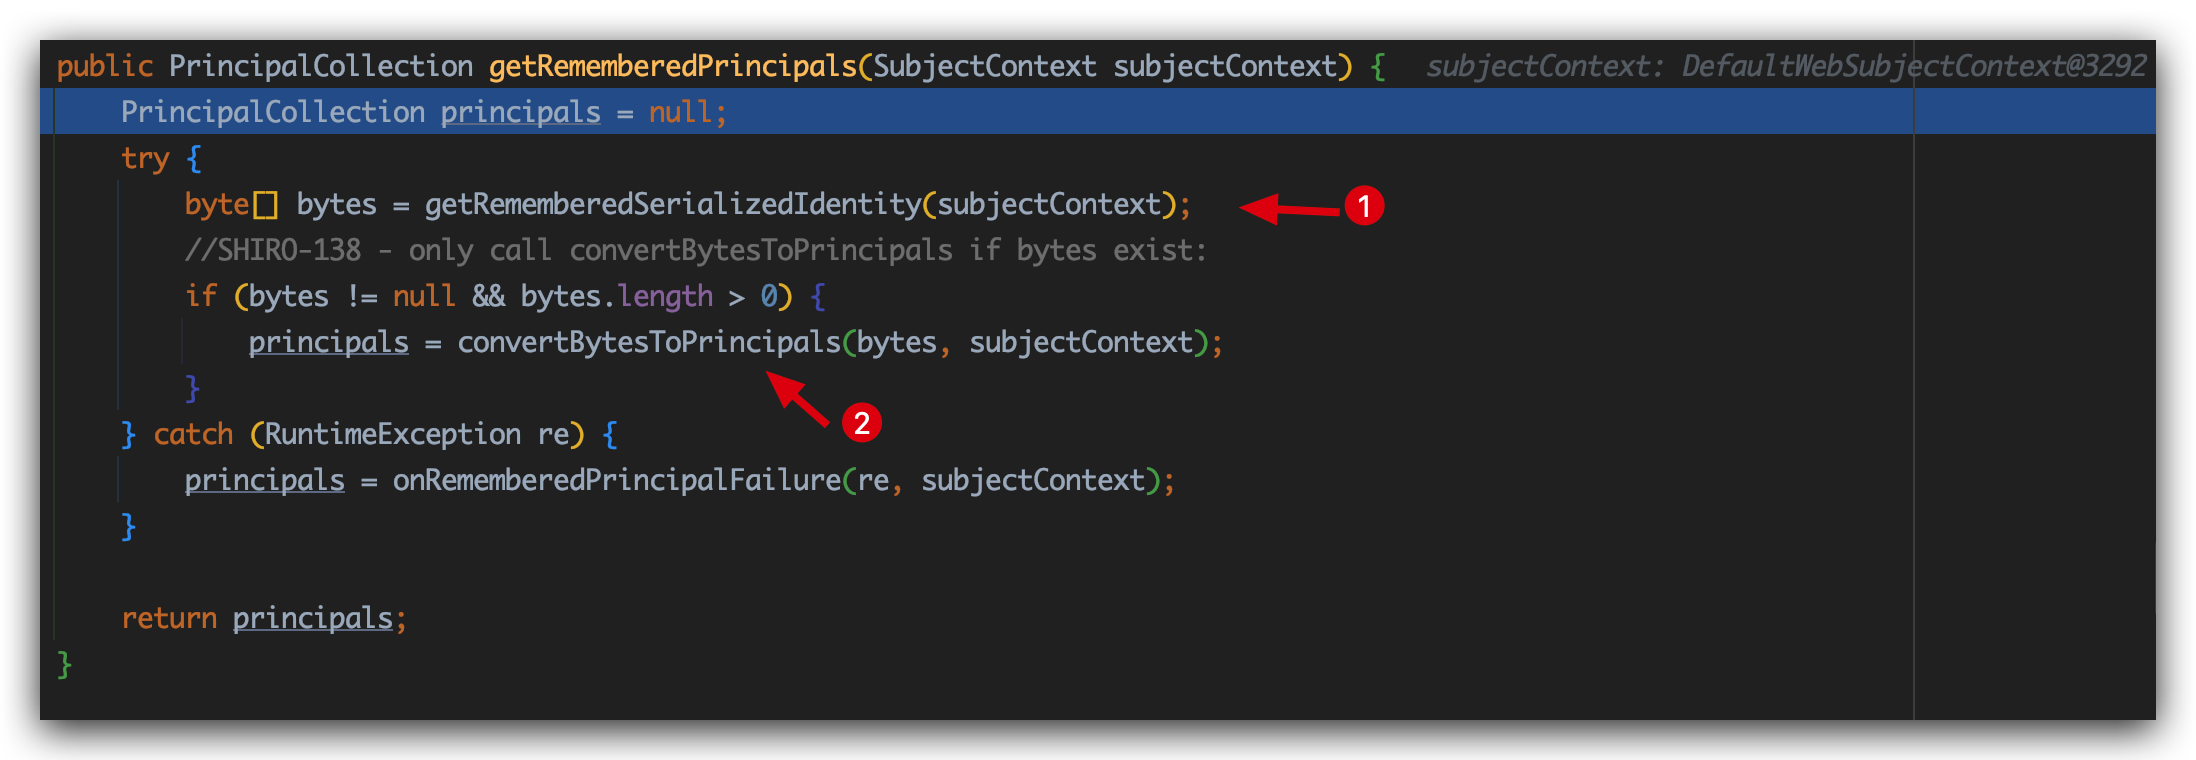 public PrincipalCollection getRememberedPrincipals(SubjectContext subjectContext) {   subjectContext: DefaultWebSubjectContext@3292
    PrincipalCollection principals = null;
    try {
        byte[] bytes = getRememberedSerializedIdentity(subjectContext); 1
        //SHIRO-138 - only call convertBytesToPrincipals if bytes exist:
        if (bytes != null && bytes.length > 0) {
            principals = convertBytesToPrincipals(bytes, subjectContext);
        }
2
    } catch (RuntimeException re) {
        principals = onRememberedPrincipalFailure(re, subjectContext);
    }
    return principals;
}